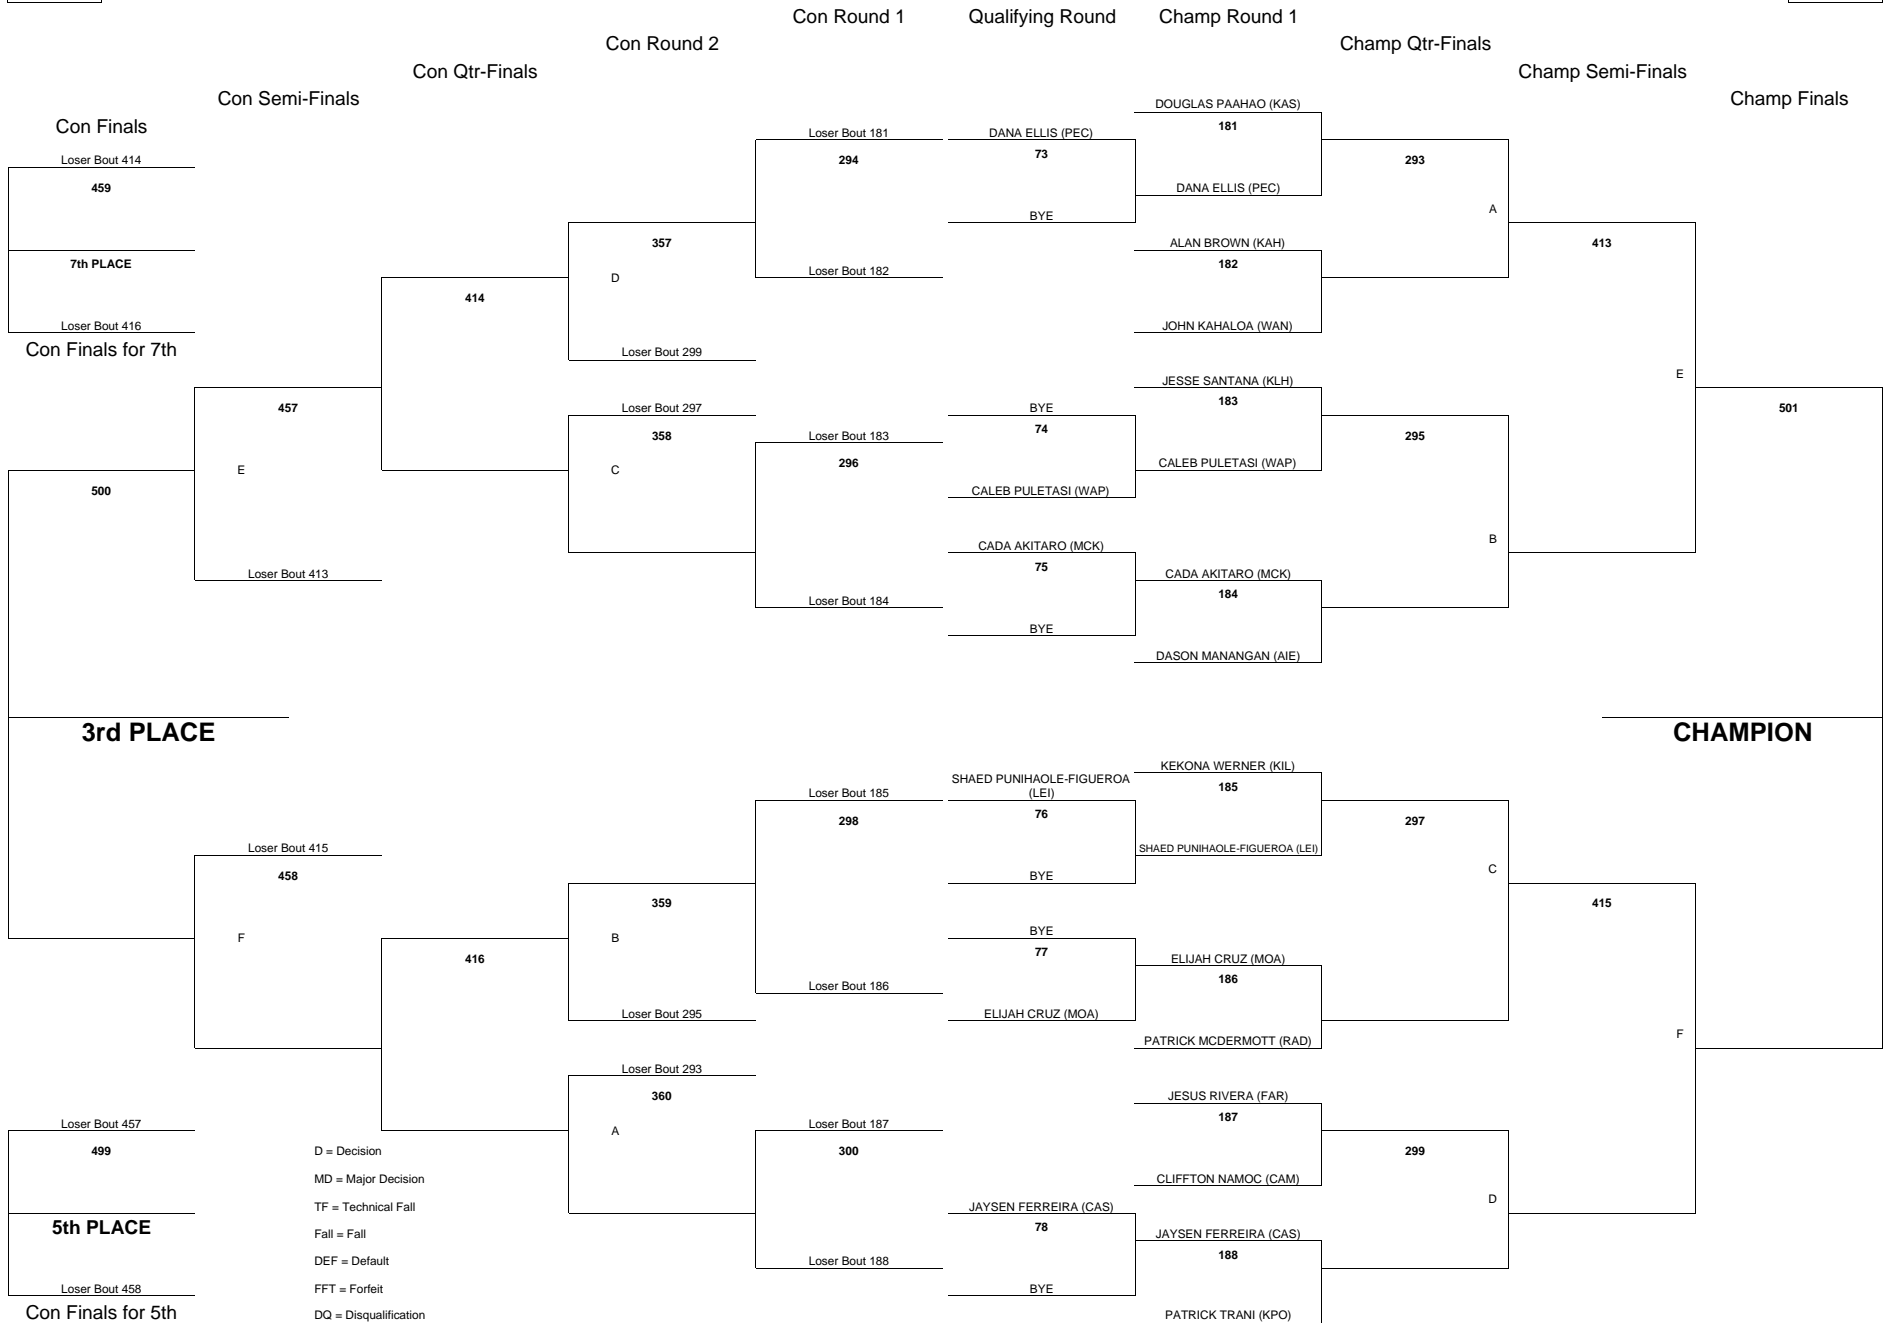 Con Round 1
Qualifying Round
Champ Round 1
Con Round 2
Champ Qtr-Finals
Con Qtr-Finals
Champ Semi-Finals
Con Semi-Finals
Champ Finals
DOUGLAS PAAHAO (KAS)
Con Finals
181
Loser Bout 181
DANA ELLIS (PEC)
Loser Bout 414
294
73
293
459
DANA ELLIS (PEC)
A
BYE
357
ALAN BROWN (KAH)
413
7th PLACE
182
D
Loser Bout 182
414
Loser Bout 416
JOHN KAHALOA (WAN)
Con Finals for 7th
Loser Bout 299
E
JESSE SANTANA (KLH)
183
457
Loser Bout 297
BYE
501
74
358
Loser Bout 183
295
E
C
296
CALEB PULETASI (WAP)
500
CALEB PULETASI (WAP)
B
CADA AKITARO (MCK)
75
Loser Bout 413
CADA AKITARO (MCK)
184
Loser Bout 184
BYE
DASON MANANGAN (AIE)
3rd PLACE
CHAMPION
KEKONA WERNER (KIL)
SHAED PUNIHAOLE-FIGUEROA
(LEI)
185
Loser Bout 185
298
76
297
Loser Bout 415
SHAED PUNIHAOLE-FIGUEROA (LEI)
458
BYE
C
359
415
BYE
F
B
77
416
ELIJAH CRUZ (MOA)
186
Loser Bout 186
Loser Bout 295
ELIJAH CRUZ (MOA)
F
PATRICK MCDERMOTT (RAD)
Loser Bout 293
360
JESUS RIVERA (FAR)
187
Loser Bout 457
A
Loser Bout 187
499
D = Decision
300
299
MD = Major Decision
CLIFFTON NAMOC (CAM)
D
TF = Technical Fall
JAYSEN FERREIRA (CAS)
5th PLACE
78
Fall = Fall
JAYSEN FERREIRA (CAS)
188
DEF = Default
Loser Bout 188
Loser Bout 458
FFT = Forfeit
BYE
Con Finals for 5th
DQ = Disqualification
PATRICK TRANI (KPO)